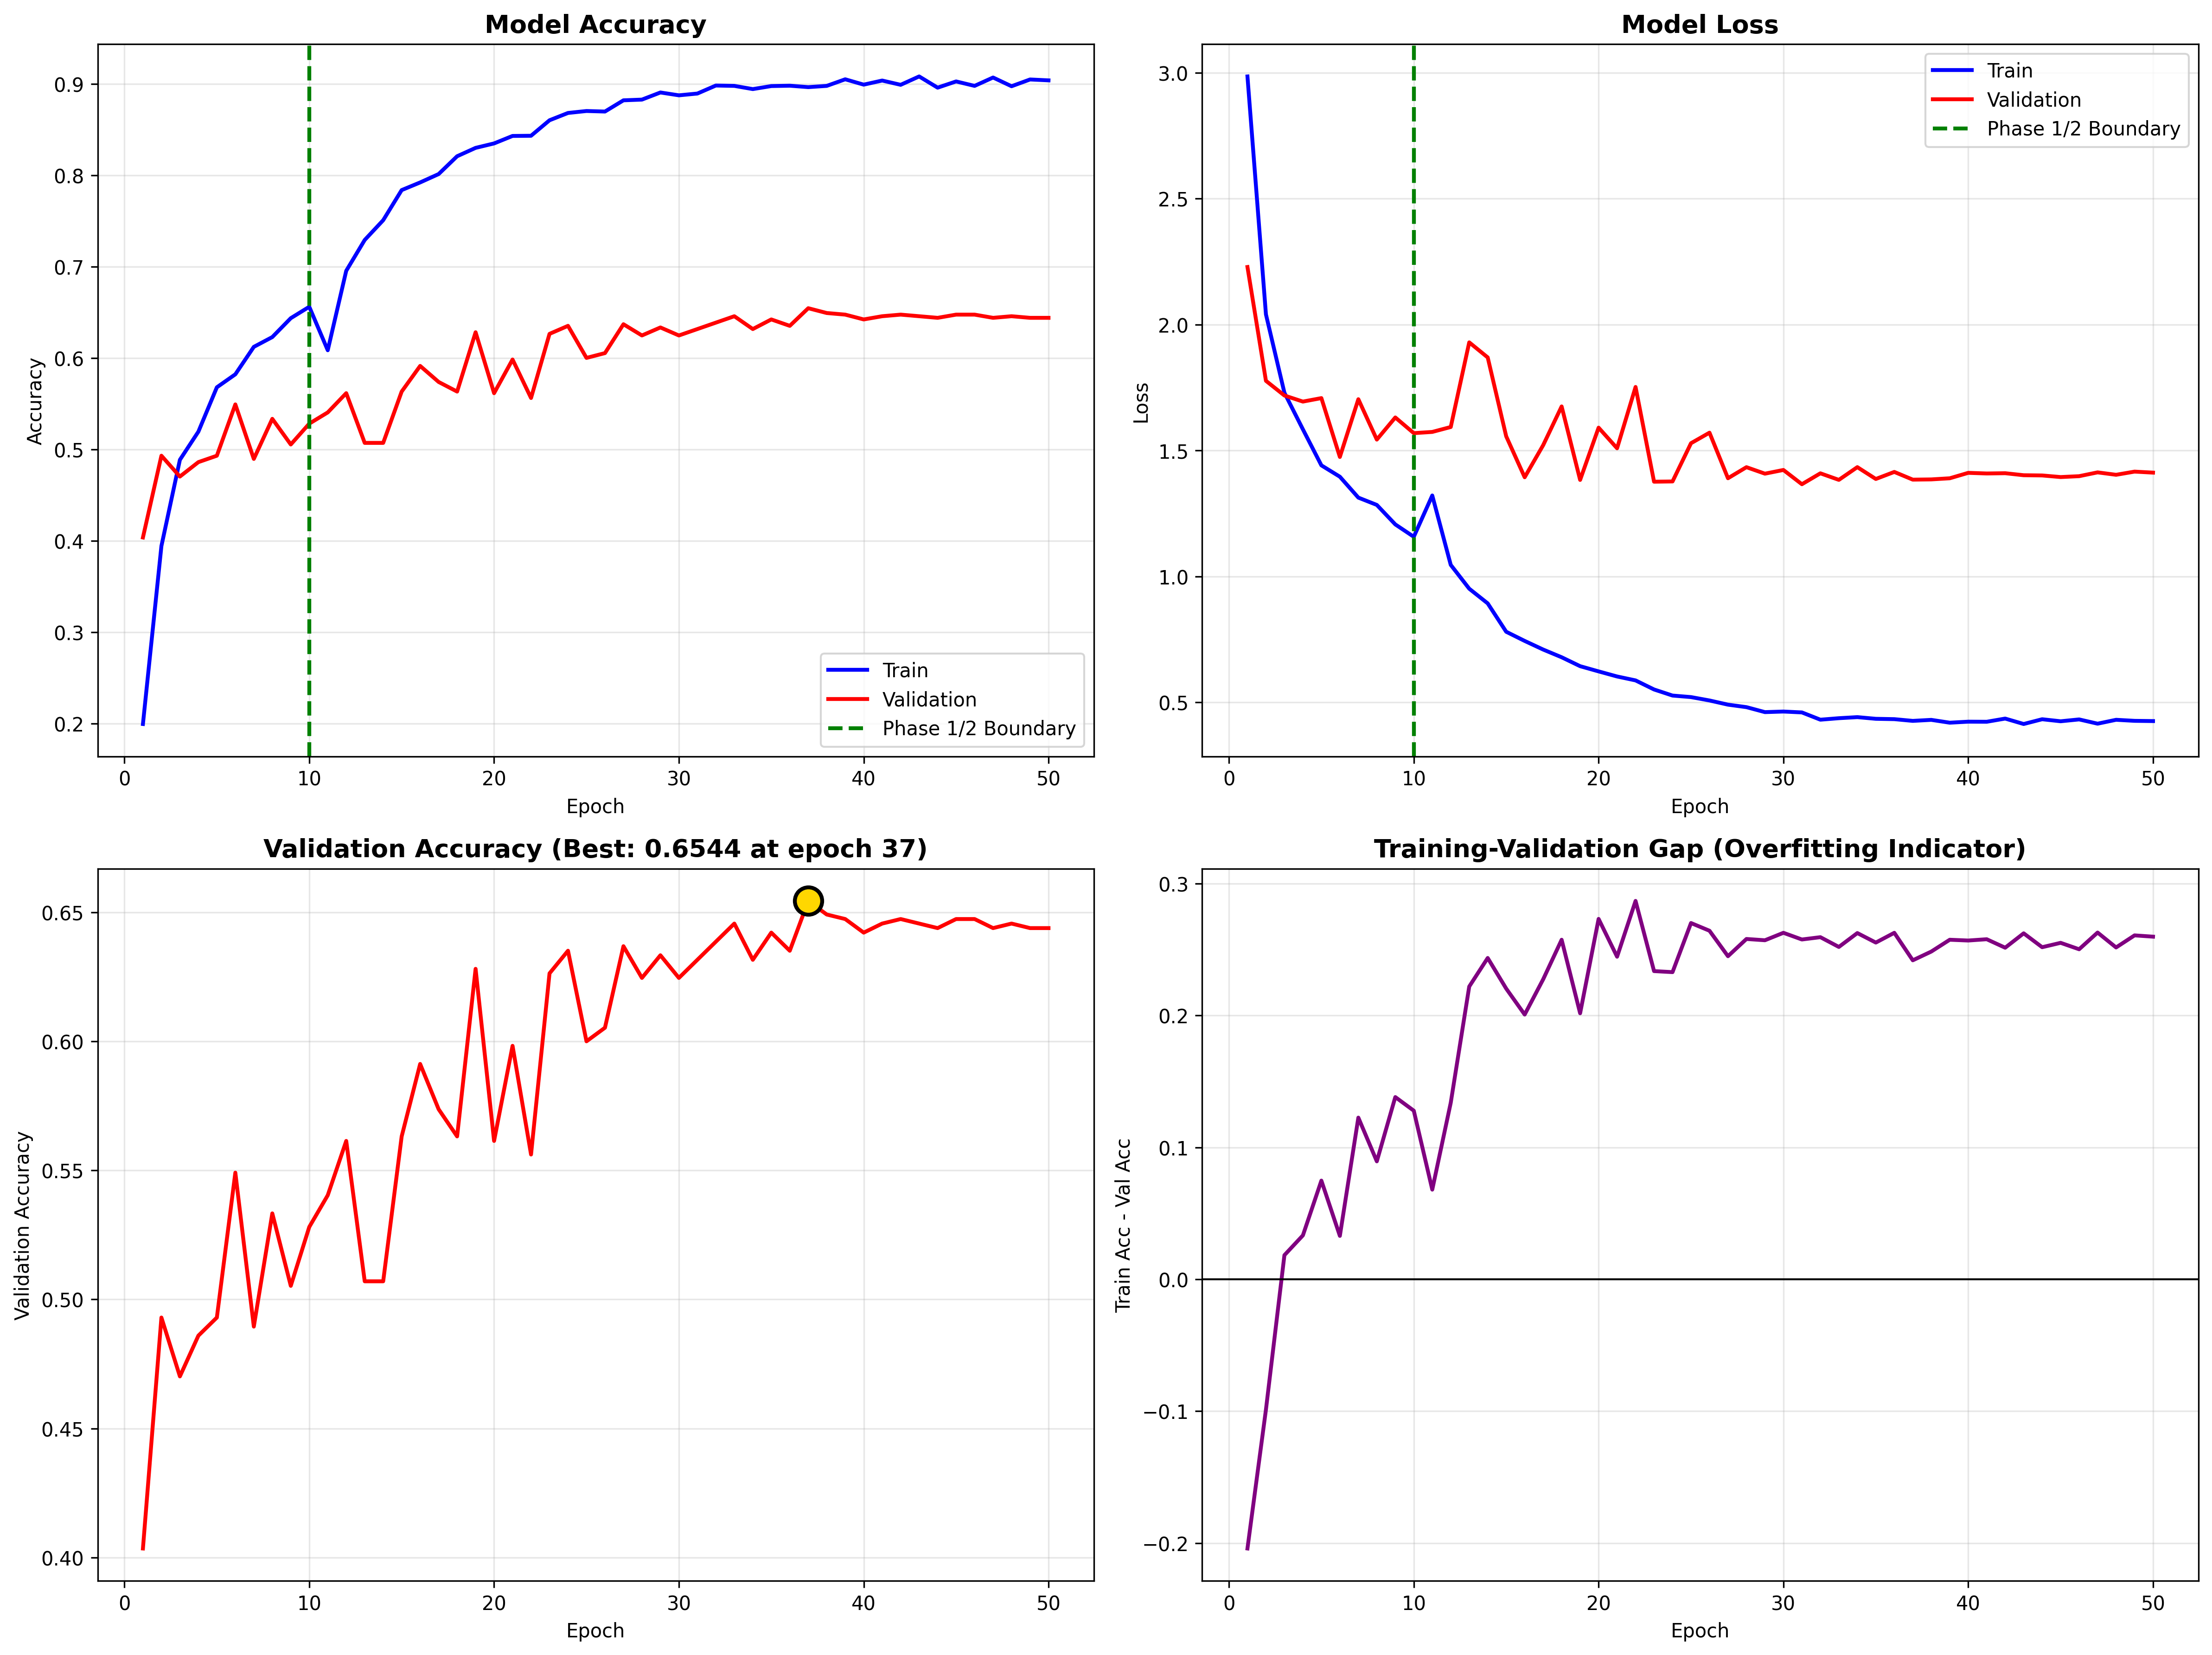 Model Accuracy
0.9
0.8
0.7
0.6
0.5
0.4
0.3
0.2
Accuracy
Train
Validation
Phase 1/2 Boundary
0 10 20 30 40 50
Epoch
Model Loss
3.0
2.5
2.0
1.5
1.0
0.5
Loss
Train
Validation
Phase 1/2 Boundary
0 10 20 30 40 50
Epoch
Validation Accuracy (Best: 0.6544 at epoch 37)
0.65
0.60
0.55
0.50
0.45
0.40
Validation Accuracy
0 10 20 30 40 50
Epoch
Training-Validation Gap (Overfitting Indicator)
0.3
0.2
0.1
0.0
−0.1
−0.2
Train Acc - Val Acc
0 10 20 30 40 50
Epoch